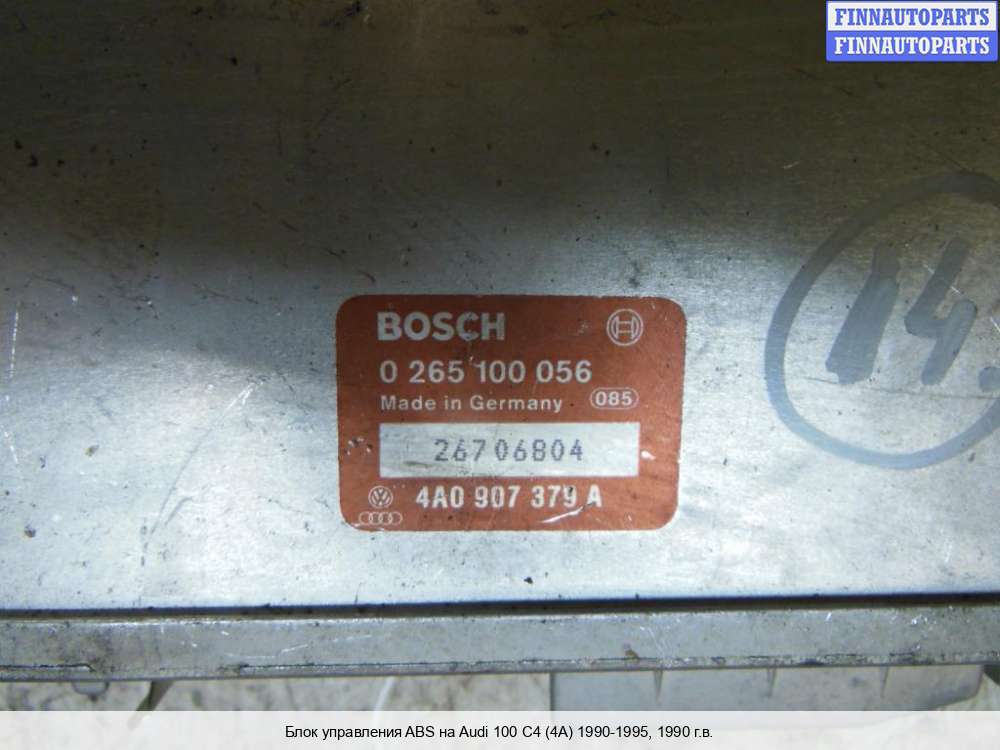 FINNAUTOPARTS
FINNAUTOPARTS
14.
BOSCH
0 265 100 056
Made in Germany 085
26706804
4A0 907 379 A
Блок управления ABS на Audi 100 C4 (4A) 1990-1995, 1990 г.в.